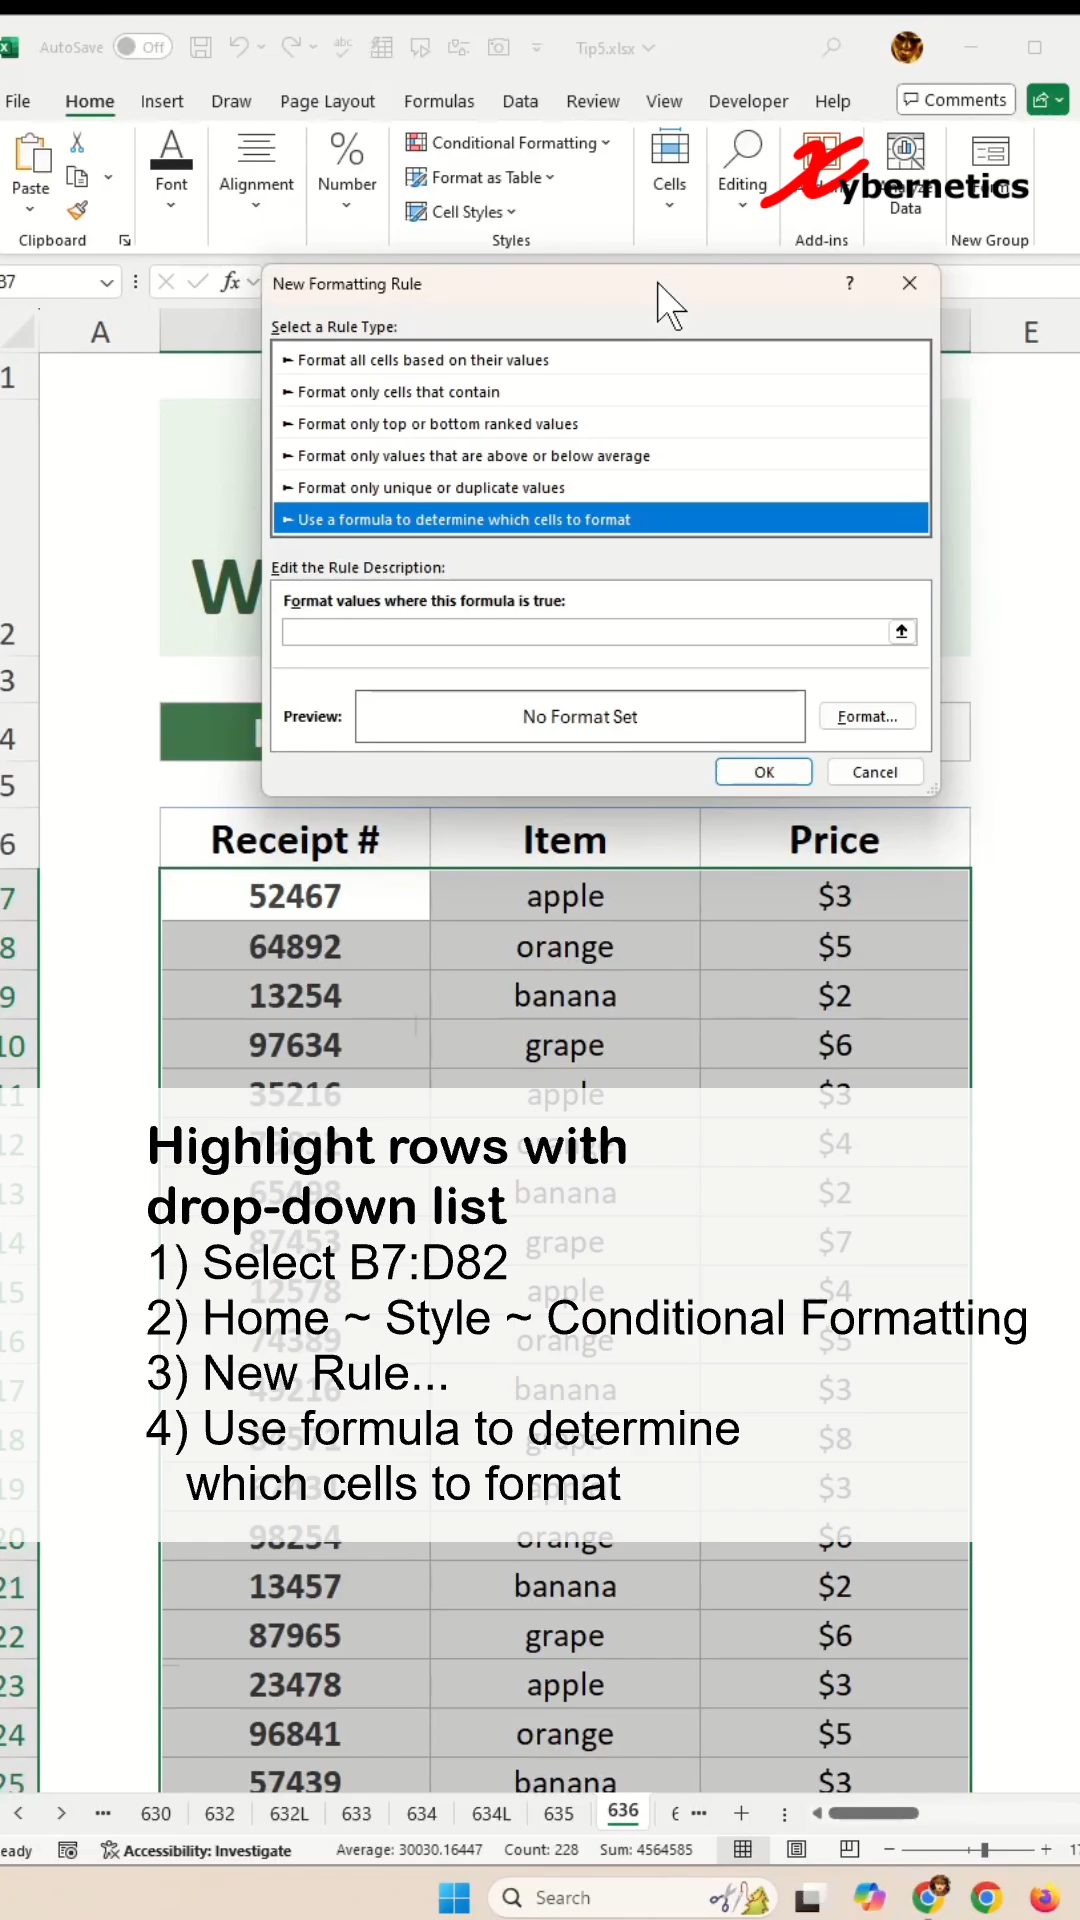 AutoSave Off Tip5.xlsx
File Home Insert Draw Page Layout Formulas Data Review View Developer Help Comments
Paste Font Alignment Number Conditional Formatting Format as Table Cell Styles Cells Editing
Data
Clipboard Styles Add-ins New Group
xybernetics
fx
New Formatting Rule ? 
Select a Rule Type:
► Format all cells based on their values
► Format only cells that contain
► Format only top or bottom ranked values
► Format only values that are above or below average
► Format only unique or duplicate values
► Use a formula to determine which cells to format
Edit the Rule Description:
Format values where this formula is true:
Preview: No Format Set Format...
OK Cancel
A E
1
2 W
3
4
5
6 Receipt # Item Price
7 52467 apple $3
8 64892 orange $5
9 13254 banana $2
10 97634 grape $6
11 35216 apple $3
12 $4
13 banana $2
14 87453 grape $7
15 12578 apple $4
16 74389 orange $5
17 banana $3
18 $8
19 $3
20 98254 orange $6
21 13457 banana $2
22 87965 grape $6
23 23478 apple $3
24 96841 orange $5
25 57439 banana $3
Highlight rows with
drop-down list
1) Select B7:D82
2) Home ~ Style ~ Conditional Formatting
3) New Rule...
4) Use formula to determine
which cells to format
630 632 632L 633 634 634L 635 636
eady Accessibility: Investigate Average: 30030.16447 Count: 228 Sum: 4564585
Search